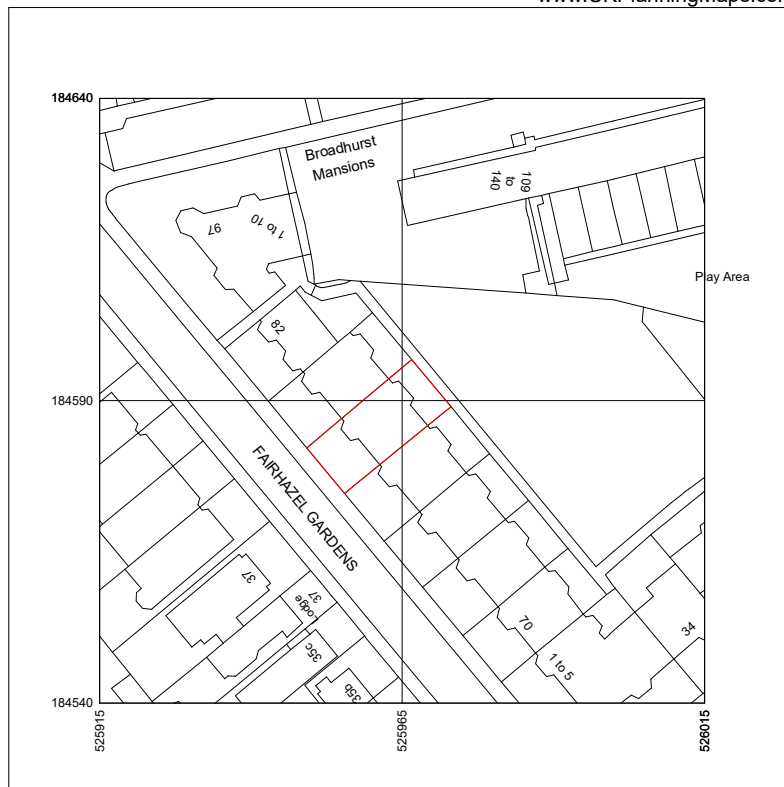 184640
Broadhurst
Mansions
109
to
140
97
1 to 10
Play Area
82
184590
FAIRHAZEL GARDENS
37
37
Lodge
35c
35b
70
1 to 5
34
184540
525915
525965
526015